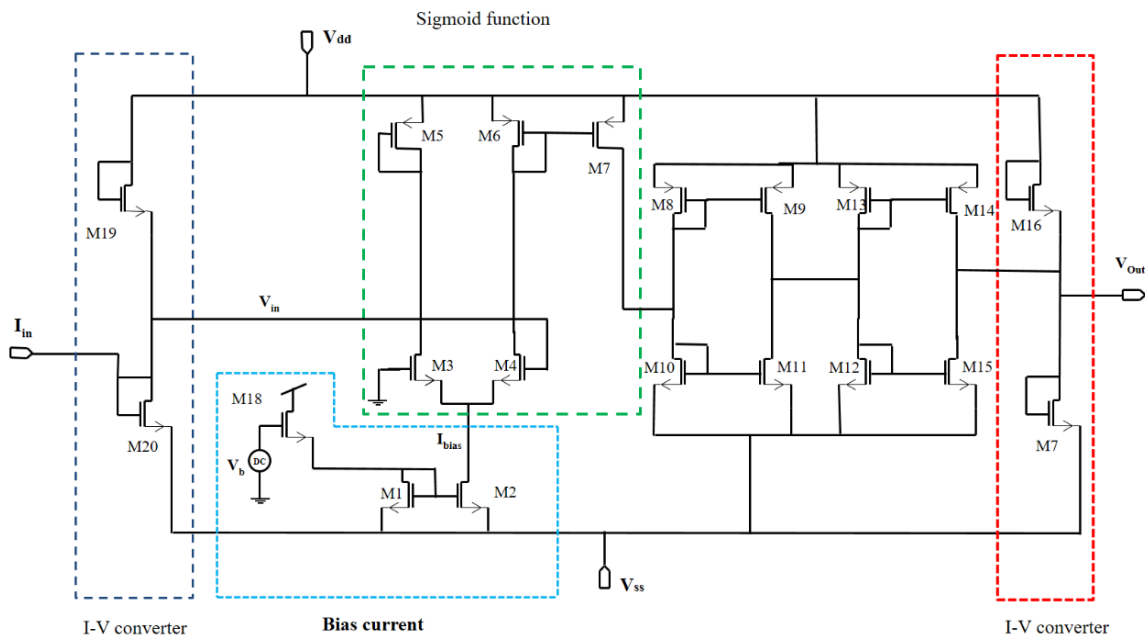 Sigmoid function
Vdd
M5
M6
M7
M19
M8
M9
M13
M14
M16
VOut
Vin
Iin
M3
M4
M10
M11
M12
M15
M18
M20
Ibias
M7
Vb
DC
M1
M2
Vss
I-V converter
Bias current
I-V converter